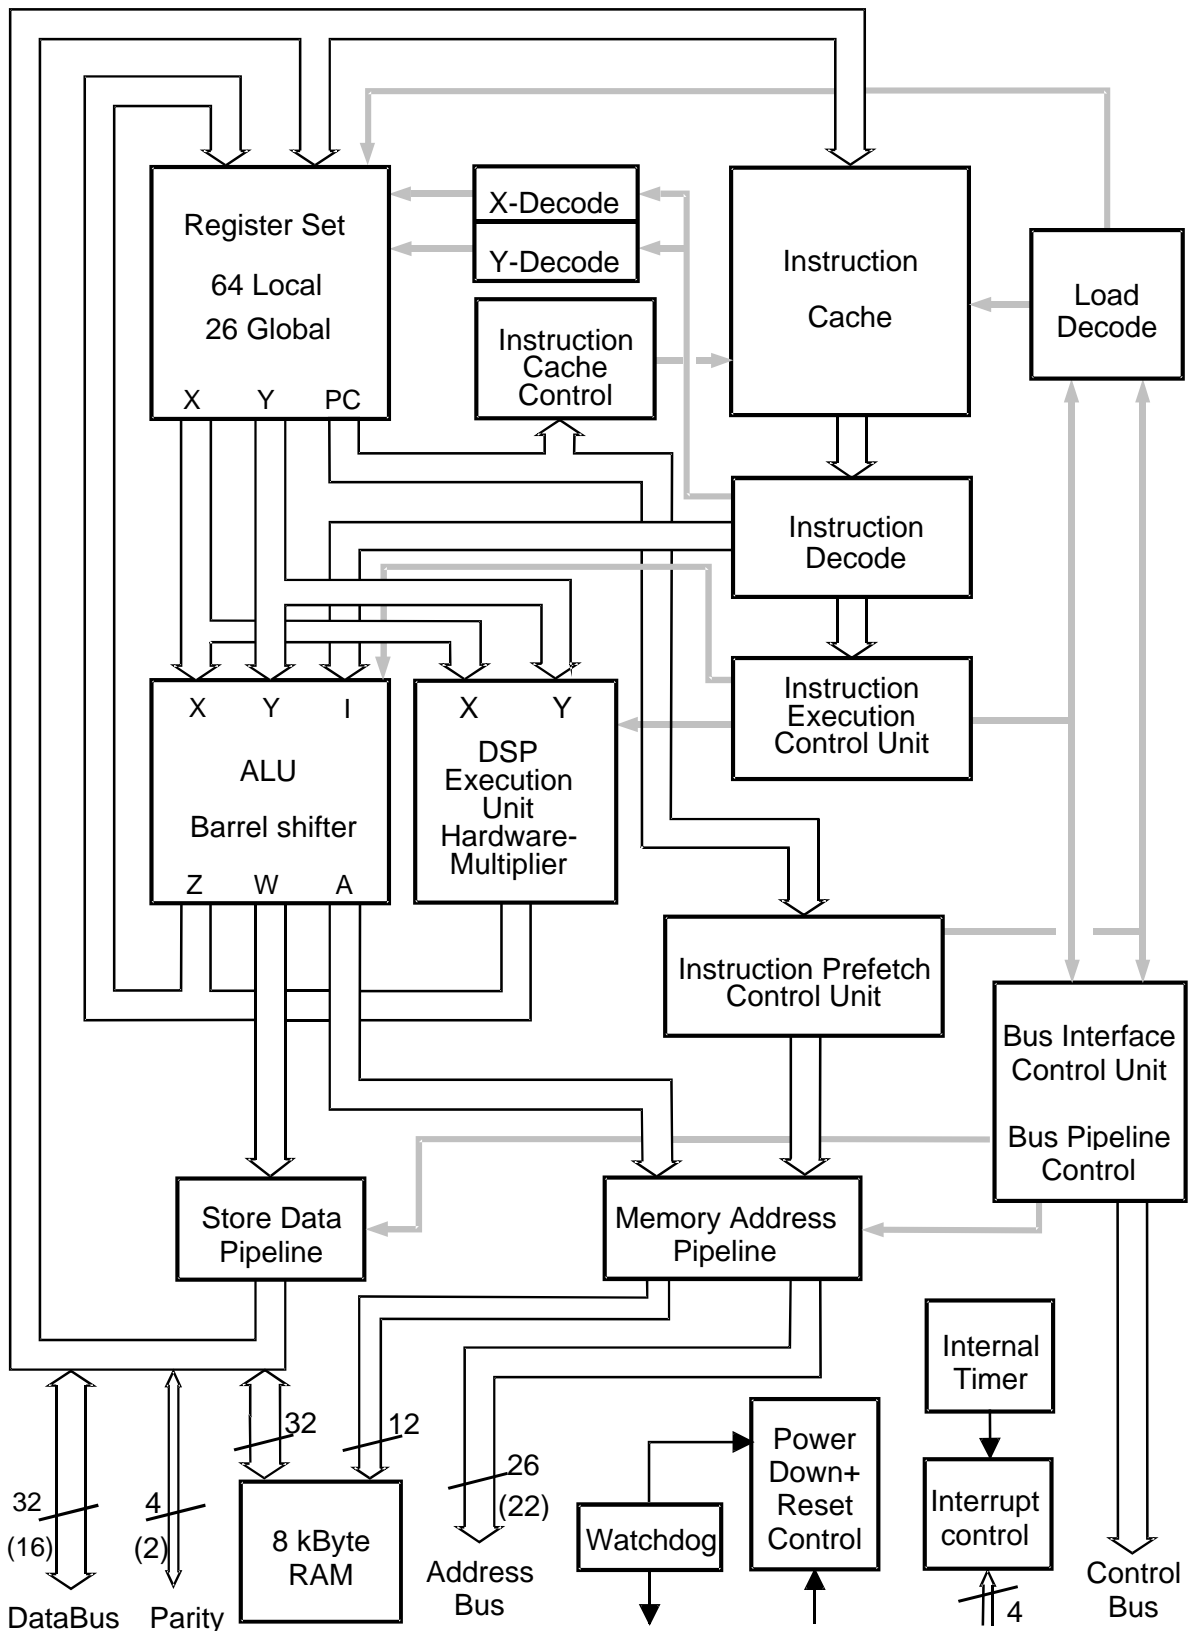 Register Set
64 Local
26 Global
X Y PC
X-Decode
Y-Decode
Instruction
Cache
Control
Instruction
Cache
Load
Decode
Instruction
Decode
Instruction
Execution
Control Unit
X Y I
ALU
Barrel shifter
Z W A
X Y
DSP
Execution
Unit
Hardware-
Multiplier
Instruction Prefetch
Control Unit
Bus Interface
Control Unit
Bus Pipeline
Control
Store Data
Pipeline
Memory Address
Pipeline
Internal
Timer
32
12
26
(22)
Power
Down+
Reset
Control
32
(16)
4
(2)
8 kByte
RAM
Watchdog
Interrupt
control
4
DataBus
Parity
Address
Bus
Control
Bus